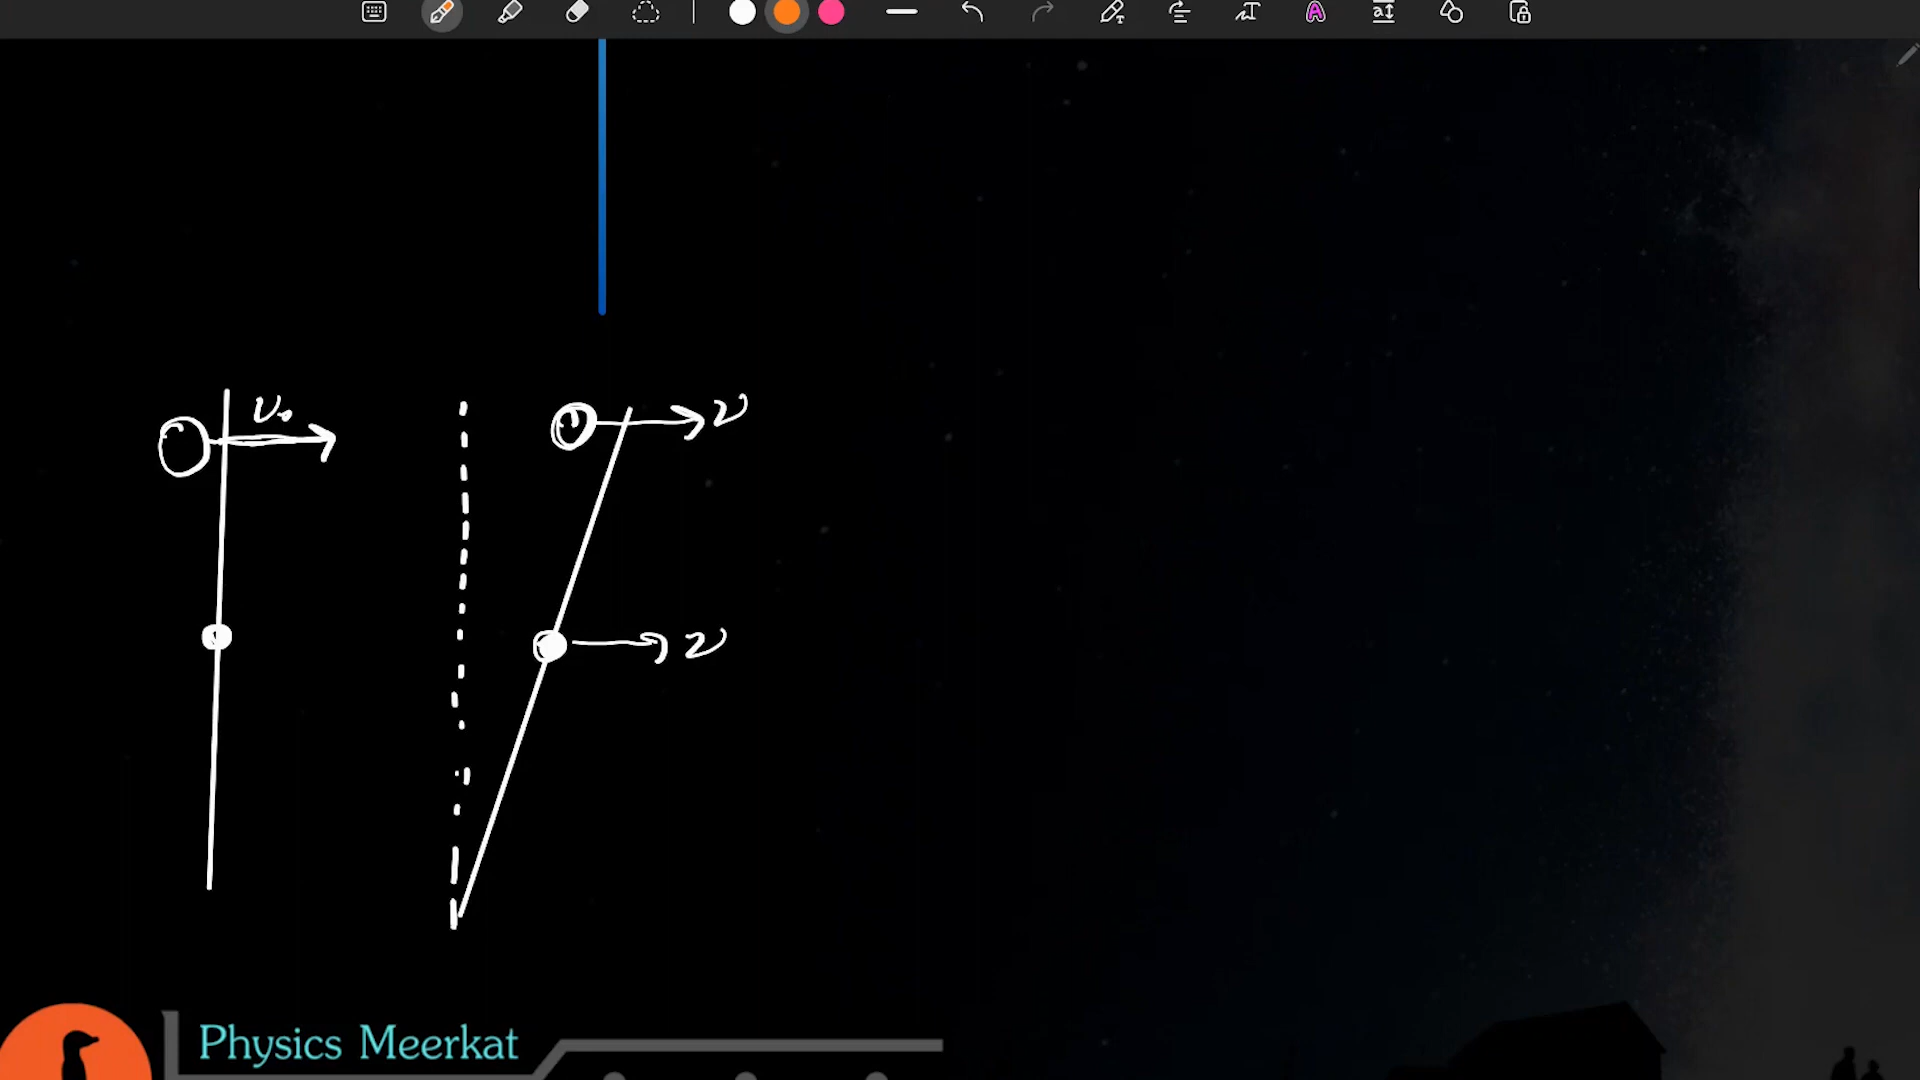 v₀
v
v
Physics Meerkat